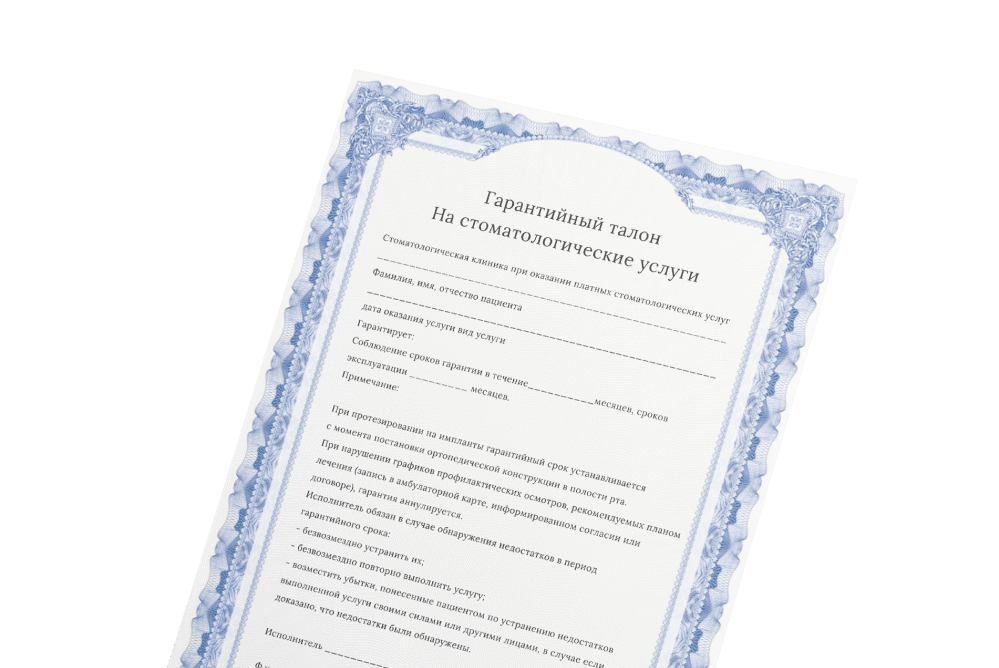 Гарантийный талон
На стоматологические услуги
Стоматологическая клиника при оказании платных стоматологических услуг
Фамилия, имя, отчество пациента
дата оказания услуги вид услуги
Гарантирует:
Соблюдение сроков гарантии в течение____________месяцев, сроков
эксплуатации ___________ месяцев.
Примечание:
При протезировании на импланты гарантийный срок устанавливается
с момента постановки ортопедической конструкции в полости рта.
При нарушении графиков профилактических осмотров, рекомендуемых планом
лечения (запись в амбулаторной карте, информированном согласии или
договоре), гарантия аннулируется.
Исполнитель обязан в случае обнаружения недостатков в период
гарантийного срока:
- безвозмездно устранить их;
- безвозмездно повторно выполнить услугу;
- возместить убытки, понесенные пациентом по устранению недостатков
выполненной услуги своими силами или другими лицами, в случае если
доказано, что недостатки были обнаружены.
Исполнитель ____________